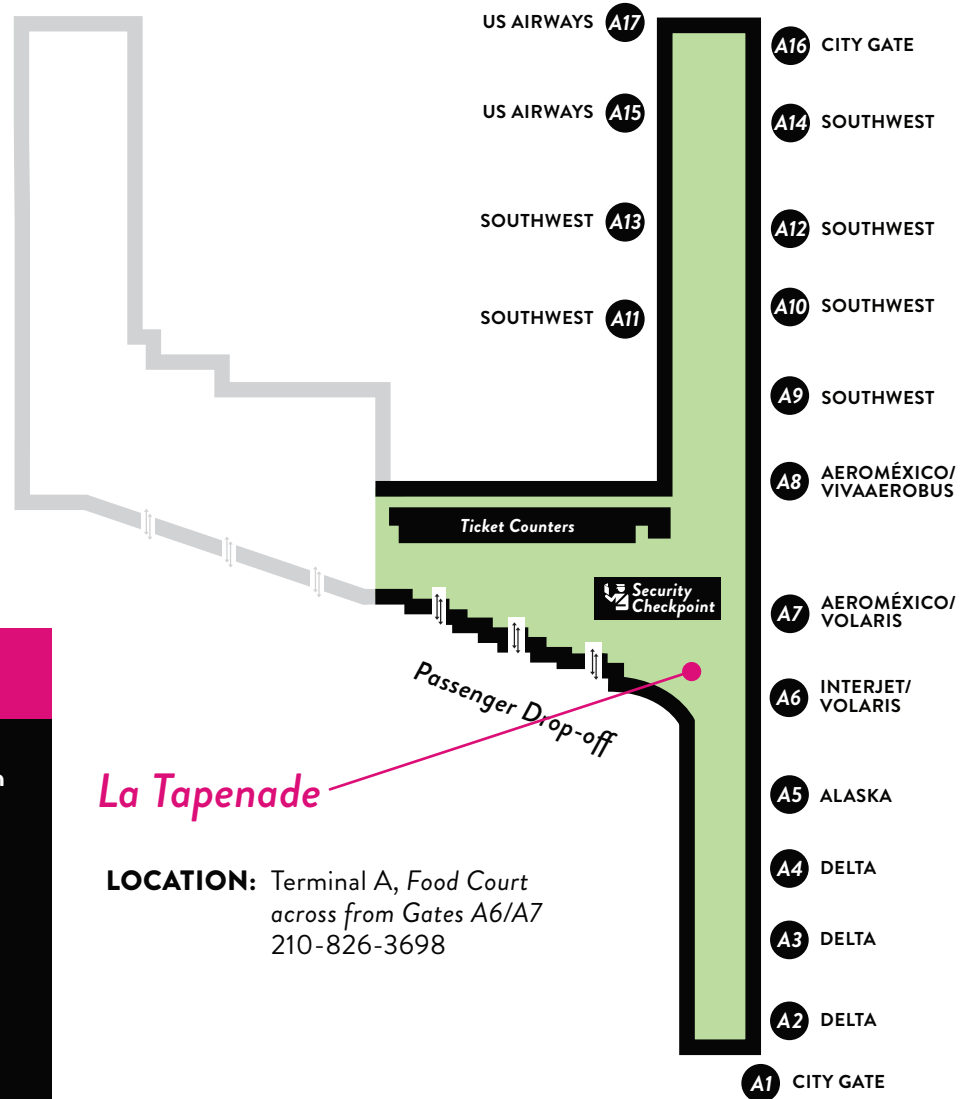 US AIRWAYS A17
A16 CITY GATE
US AIRWAYS A15
A14 SOUTHWEST
SOUTHWEST A13
A12 SOUTHWEST
A10 SOUTHWEST
SOUTHWEST A11
A9 SOUTHWEST
A8 AEROMÉXICO/
VIVAAEROBUS
Ticket Counters
Security
Checkpoint
A7 AEROMÉXICO/
VOLARIS
Passenger Drop-off
A6 INTERJET/
VOLARIS
La Tapenade
A5 ALASKA
LOCATION: Terminal A, Food Court
across from Gates A6/A7
210-826-3698
A4 DELTA
A3 DELTA
A2 DELTA
A1 CITY GATE